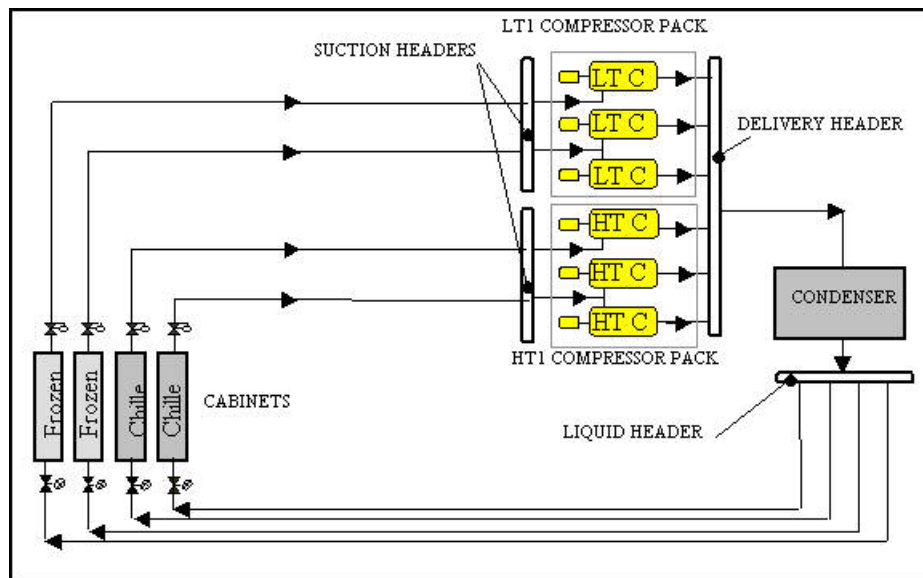 LT1 COMPRESSOR PACK
SUCTION HEADERS
LT C
LT C
LT C
DELIVERY HEADER
HT C
HT C
HT C
CONDENSER
HT1 COMPRESSOR PACK
Frozen
Frozen
Chille
Chille
CABINETS
LIQUID HEADER